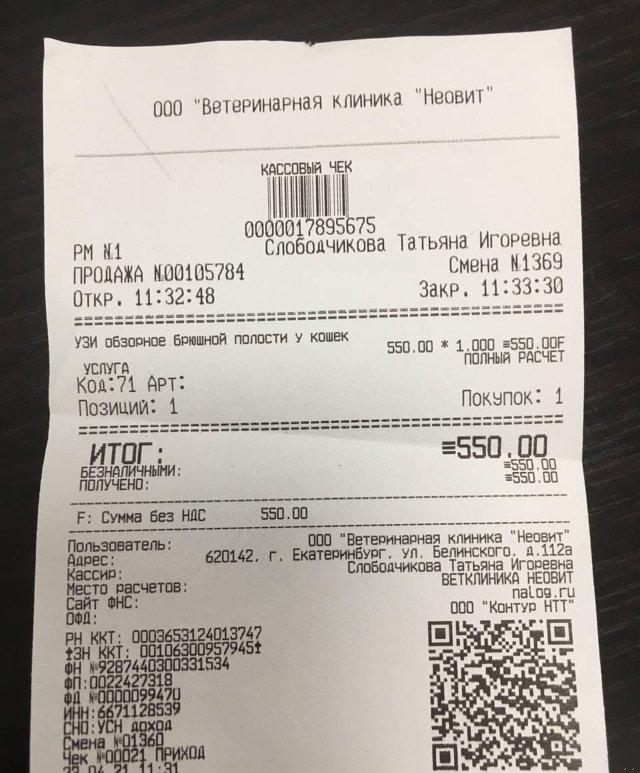 ООО "Ветеринарная клиника "Неовит"
КАССОВЫЙ ЧЕК
0000017895675
РМ №1 Слободчикова Татьяна Игоревна
ПРОДАЖА №00105784 Смена №1369
Откр. 11:32:48 Закр. 11:33:30
УЗИ обзорное брюшной полости у кошек 550.00 * 1.000 ≡550.00F
УСЛУГА ПОЛНЫЙ РАСЧЕТ
Код:71 Арт:
Позиций: 1 Покупок: 1
ИТОГ: ≡550.00
БЕЗНАЛИЧНЫМИ: ≡550.00
ПОЛУЧЕНО: ≡550.00
F: Сумма без НДС 550.00
Пользователь: ООО "Ветеринарная клиника "Неовит"
Адрес: 620142, г. Екатеринбург, ул. Белинского, д.112а
Кассир: Слободчикова Татьяна Игоревна
Место расчетов: ВЕТКЛИНИКА НЕОВИТ
Сайт ФНС: nalog.ru
ОФД: ООО "Контур НТТ"
РН ККТ: 0003653124013747
ЗН ККТ: 00106300957945
ФН №9287440300331534
ФП:0022427318
ФД №0000099470
ИНН:6671128539
СНО:УСН доход
Смена №01360
Чек №00021 ПРИХОД
22.04.21 11:31